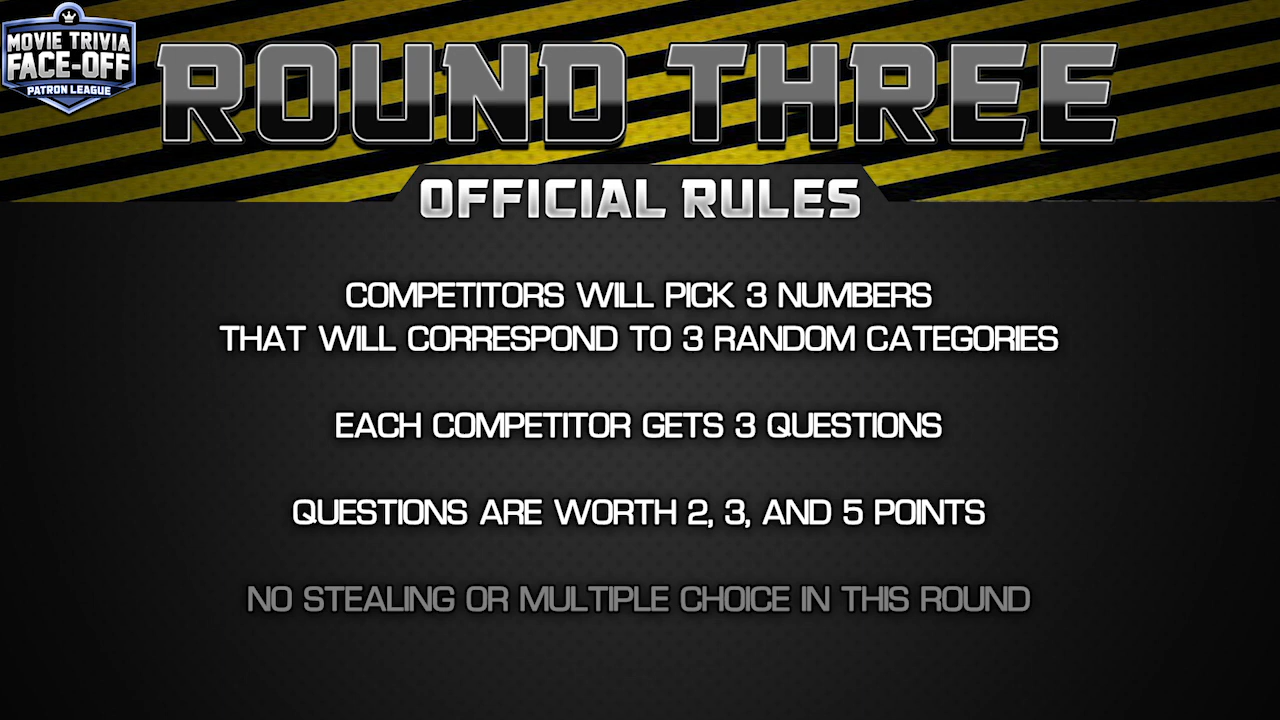 MOVIE TRIVIA
FACE-OFF
PATRON LEAGUE
ROUND THREE
OFFICIAL RULES
COMPETITORS WILL PICK 3 NUMBERS
THAT WILL CORRESPOND TO 3 RANDOM CATEGORIES
EACH COMPETITOR GETS 3 QUESTIONS
QUESTIONS ARE WORTH 2, 3, AND 5 POINTS
NO STEALING OR MULTIPLE CHOICE IN THIS ROUND